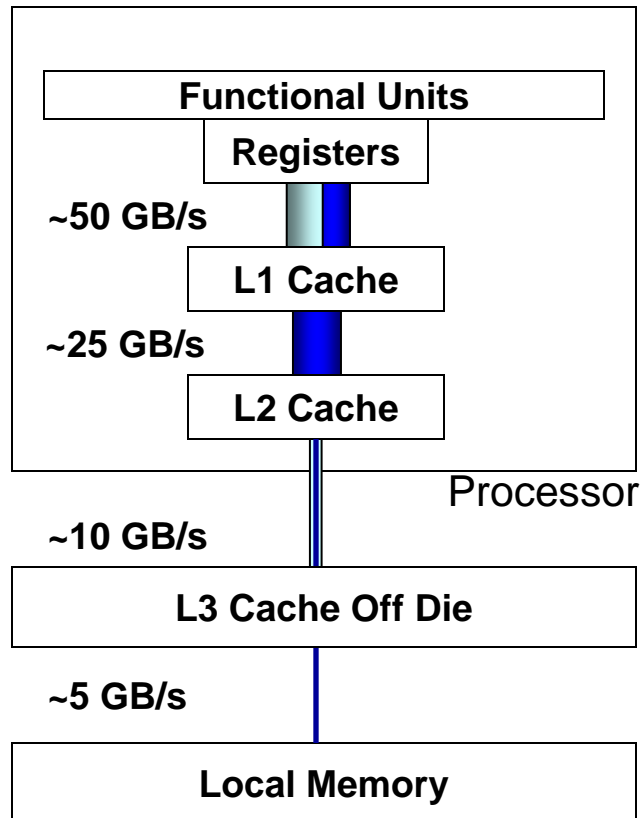 Functional Units
Registers
~50 GB/s
L1 Cache
~25 GB/s
L2 Cache
Processor
~10 GB/s
L3 Cache Off Die
~5 GB/s
Local Memory